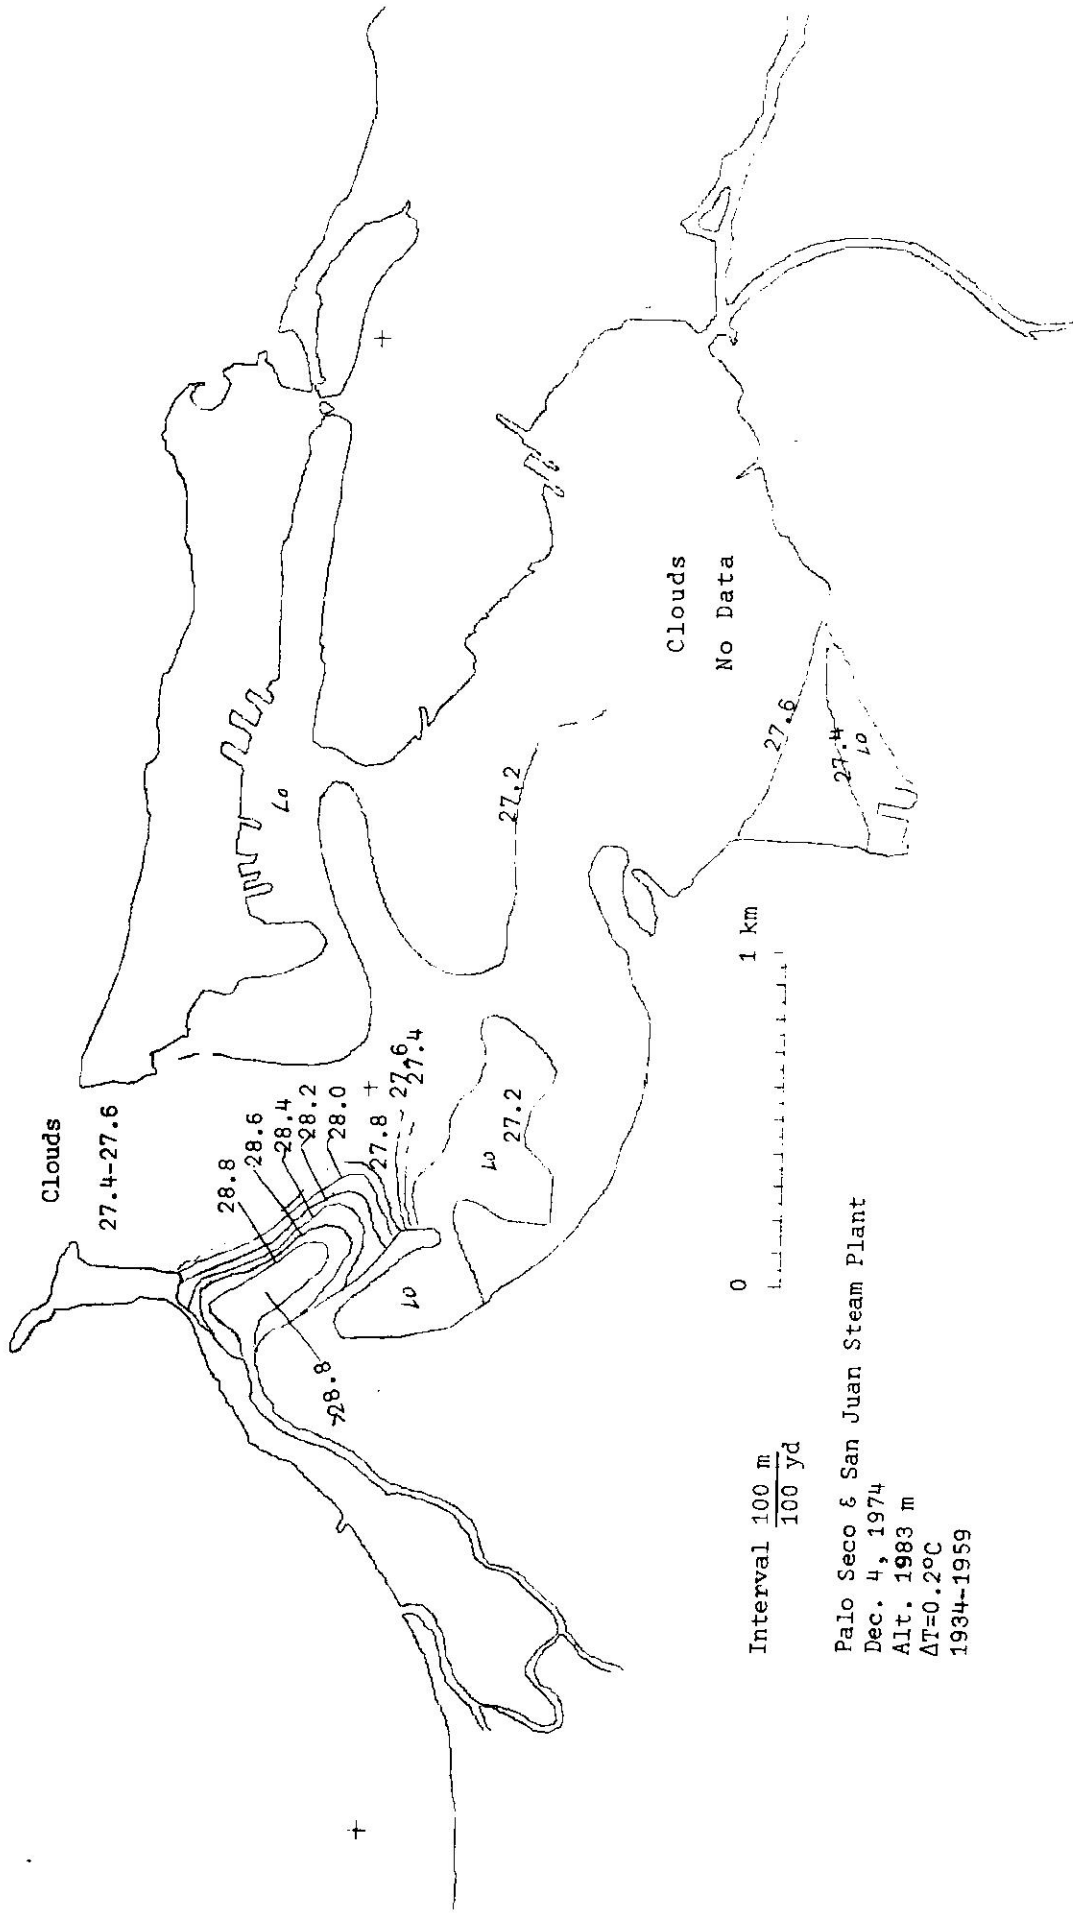 Clouds
27.4-27.6
28.8
28.6
28.4
28.2
28.0
27.8
27.6
27.4
>28.8
LO
LO
LO
27.2
27.2
Clouds
No Data
27.6
27.4
LO
0
1 km
Interval 100 m
100 yd
Palo Seco & San Juan Steam Plant
Dec. 4, 1974
Alt. 1983 m
ΔT=0.2°C
1934-1959